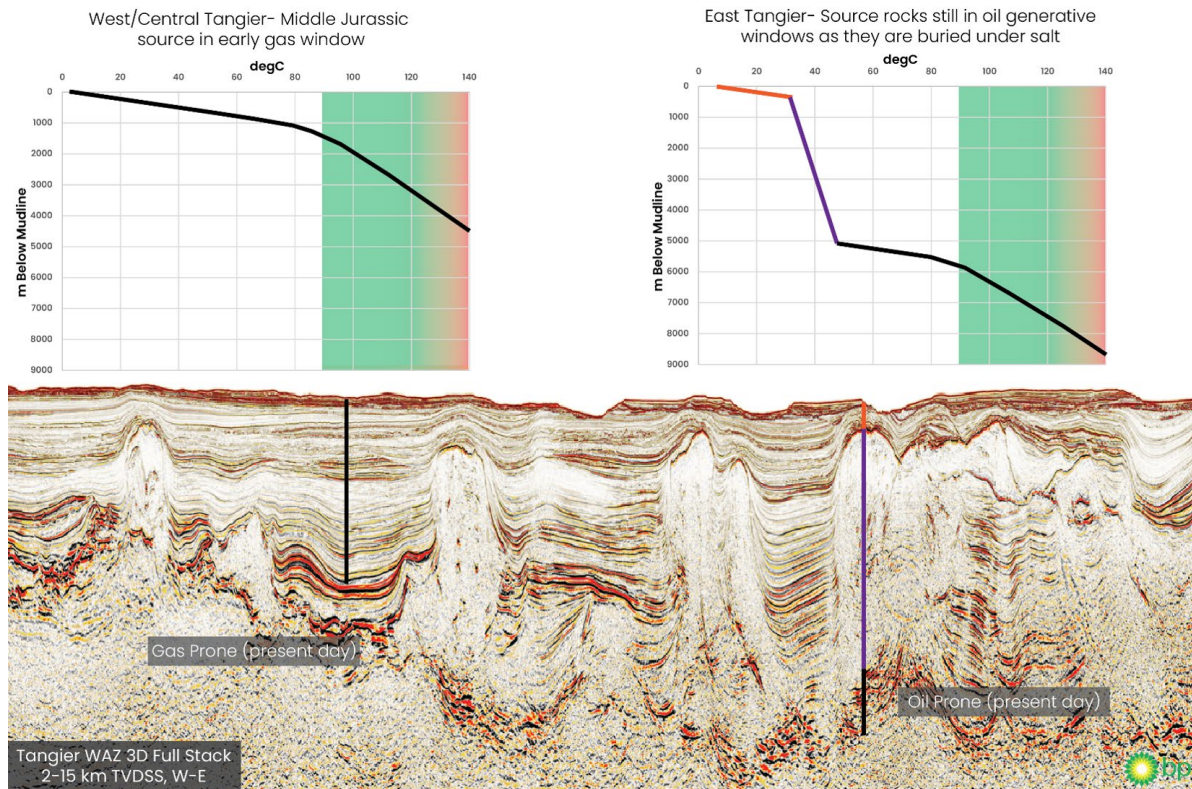 West/Central Tangier- Middle Jurassic
source in early gas window
degC
0 20 40 60 80 100 120 140
m Below Mudline
0
1000
2000
3000
4000
5000
6000
7000
8000
9000
East Tangier- Source rocks still in oil generative
windows as they are buried under salt
degC
0 20 40 60 80 100 120 140
m Below Mudline
0
1000
2000
3000
4000
5000
6000
7000
8000
9000
Gas Prone (present day)
Oil Prone (present day)
Tangier WAZ 3D Full Stack
2-15 km TVDSS, W-E
bp